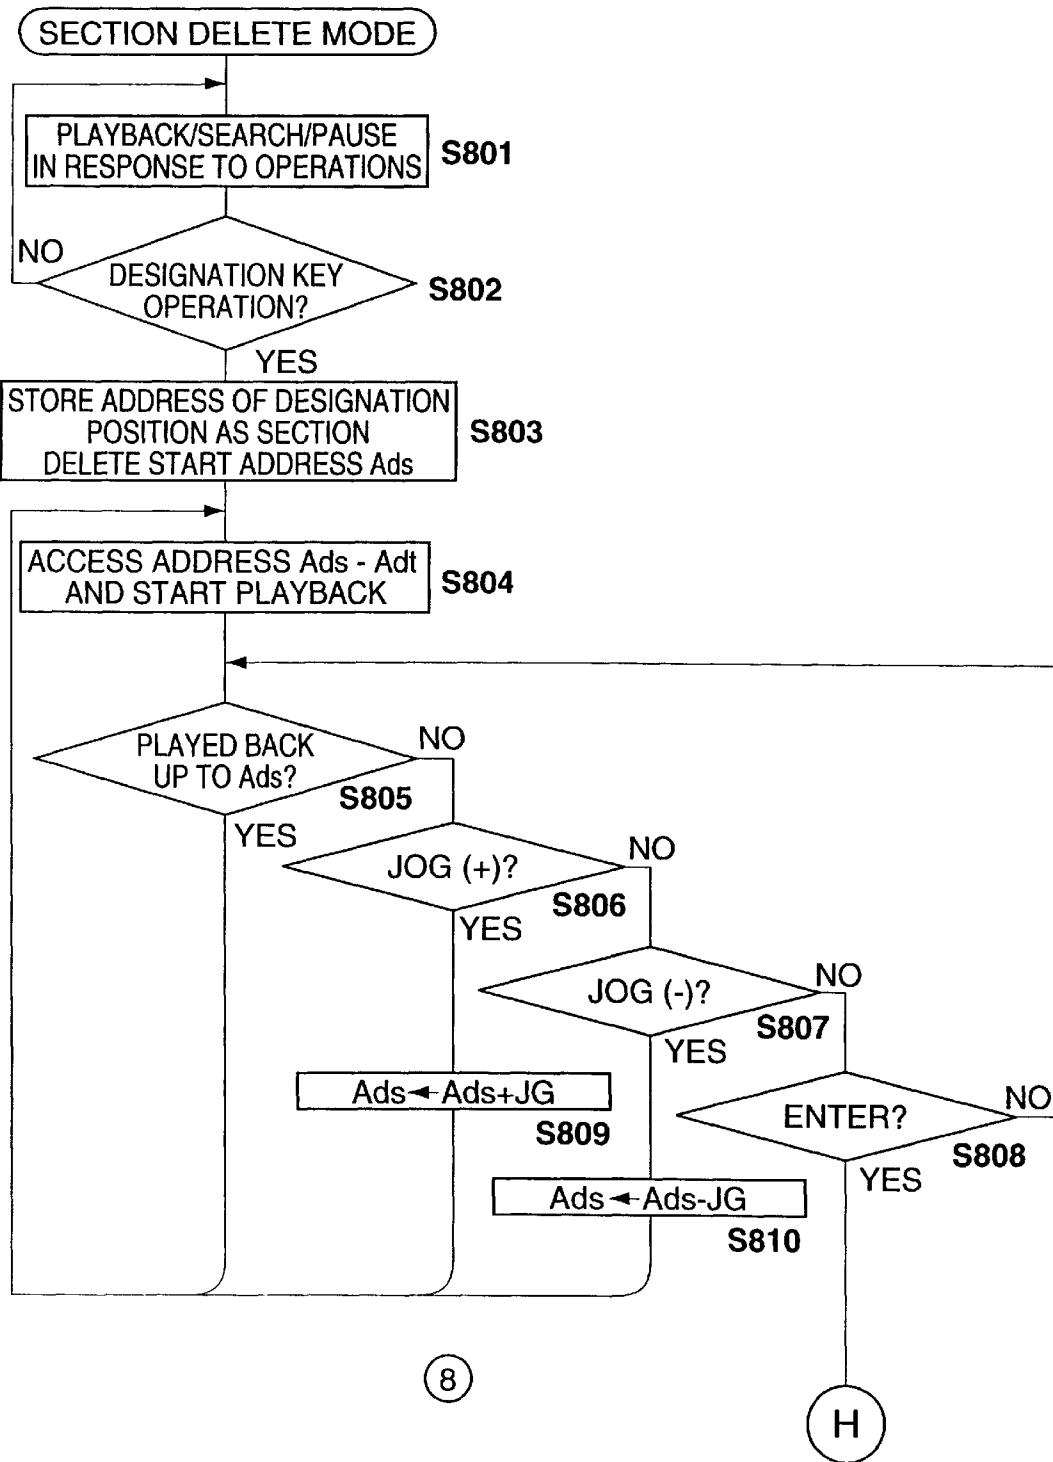 SECTION DELETE MODE
PLAYBACK/SEARCH/PAUSE
IN RESPONSE TO OPERATIONS
S801
NO
DESIGNATION KEY
OPERATION?
S802
YES
STORE ADDRESS OF DESIGNATION
POSITION AS SECTION
DELETE START ADDRESS Ads
S803
ACCESS ADDRESS Ads - Adt
AND START PLAYBACK
S804
PLAYED BACK
UP TO Ads?
NO
S805
YES
JOG (+)?
NO
S806
YES
JOG (-)?
NO
S807
YES
Ads←Ads+JG
S809
ENTER?
NO
S808
YES
Ads←Ads-JG
S810
8
H